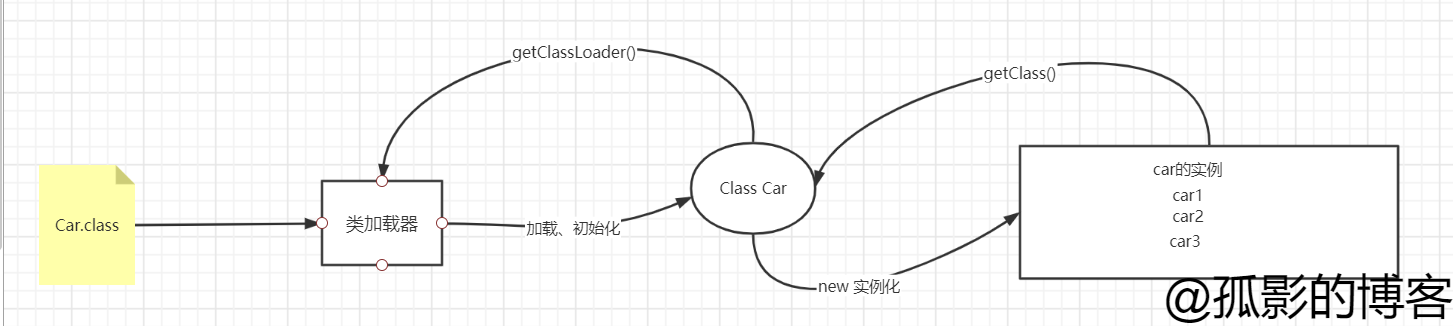 getClassLoader()
getClass()
Car.class
类加载器
加载、初始化
Class Car
new 实例化
car的实例
car1
car2
car3
@孤影的博客